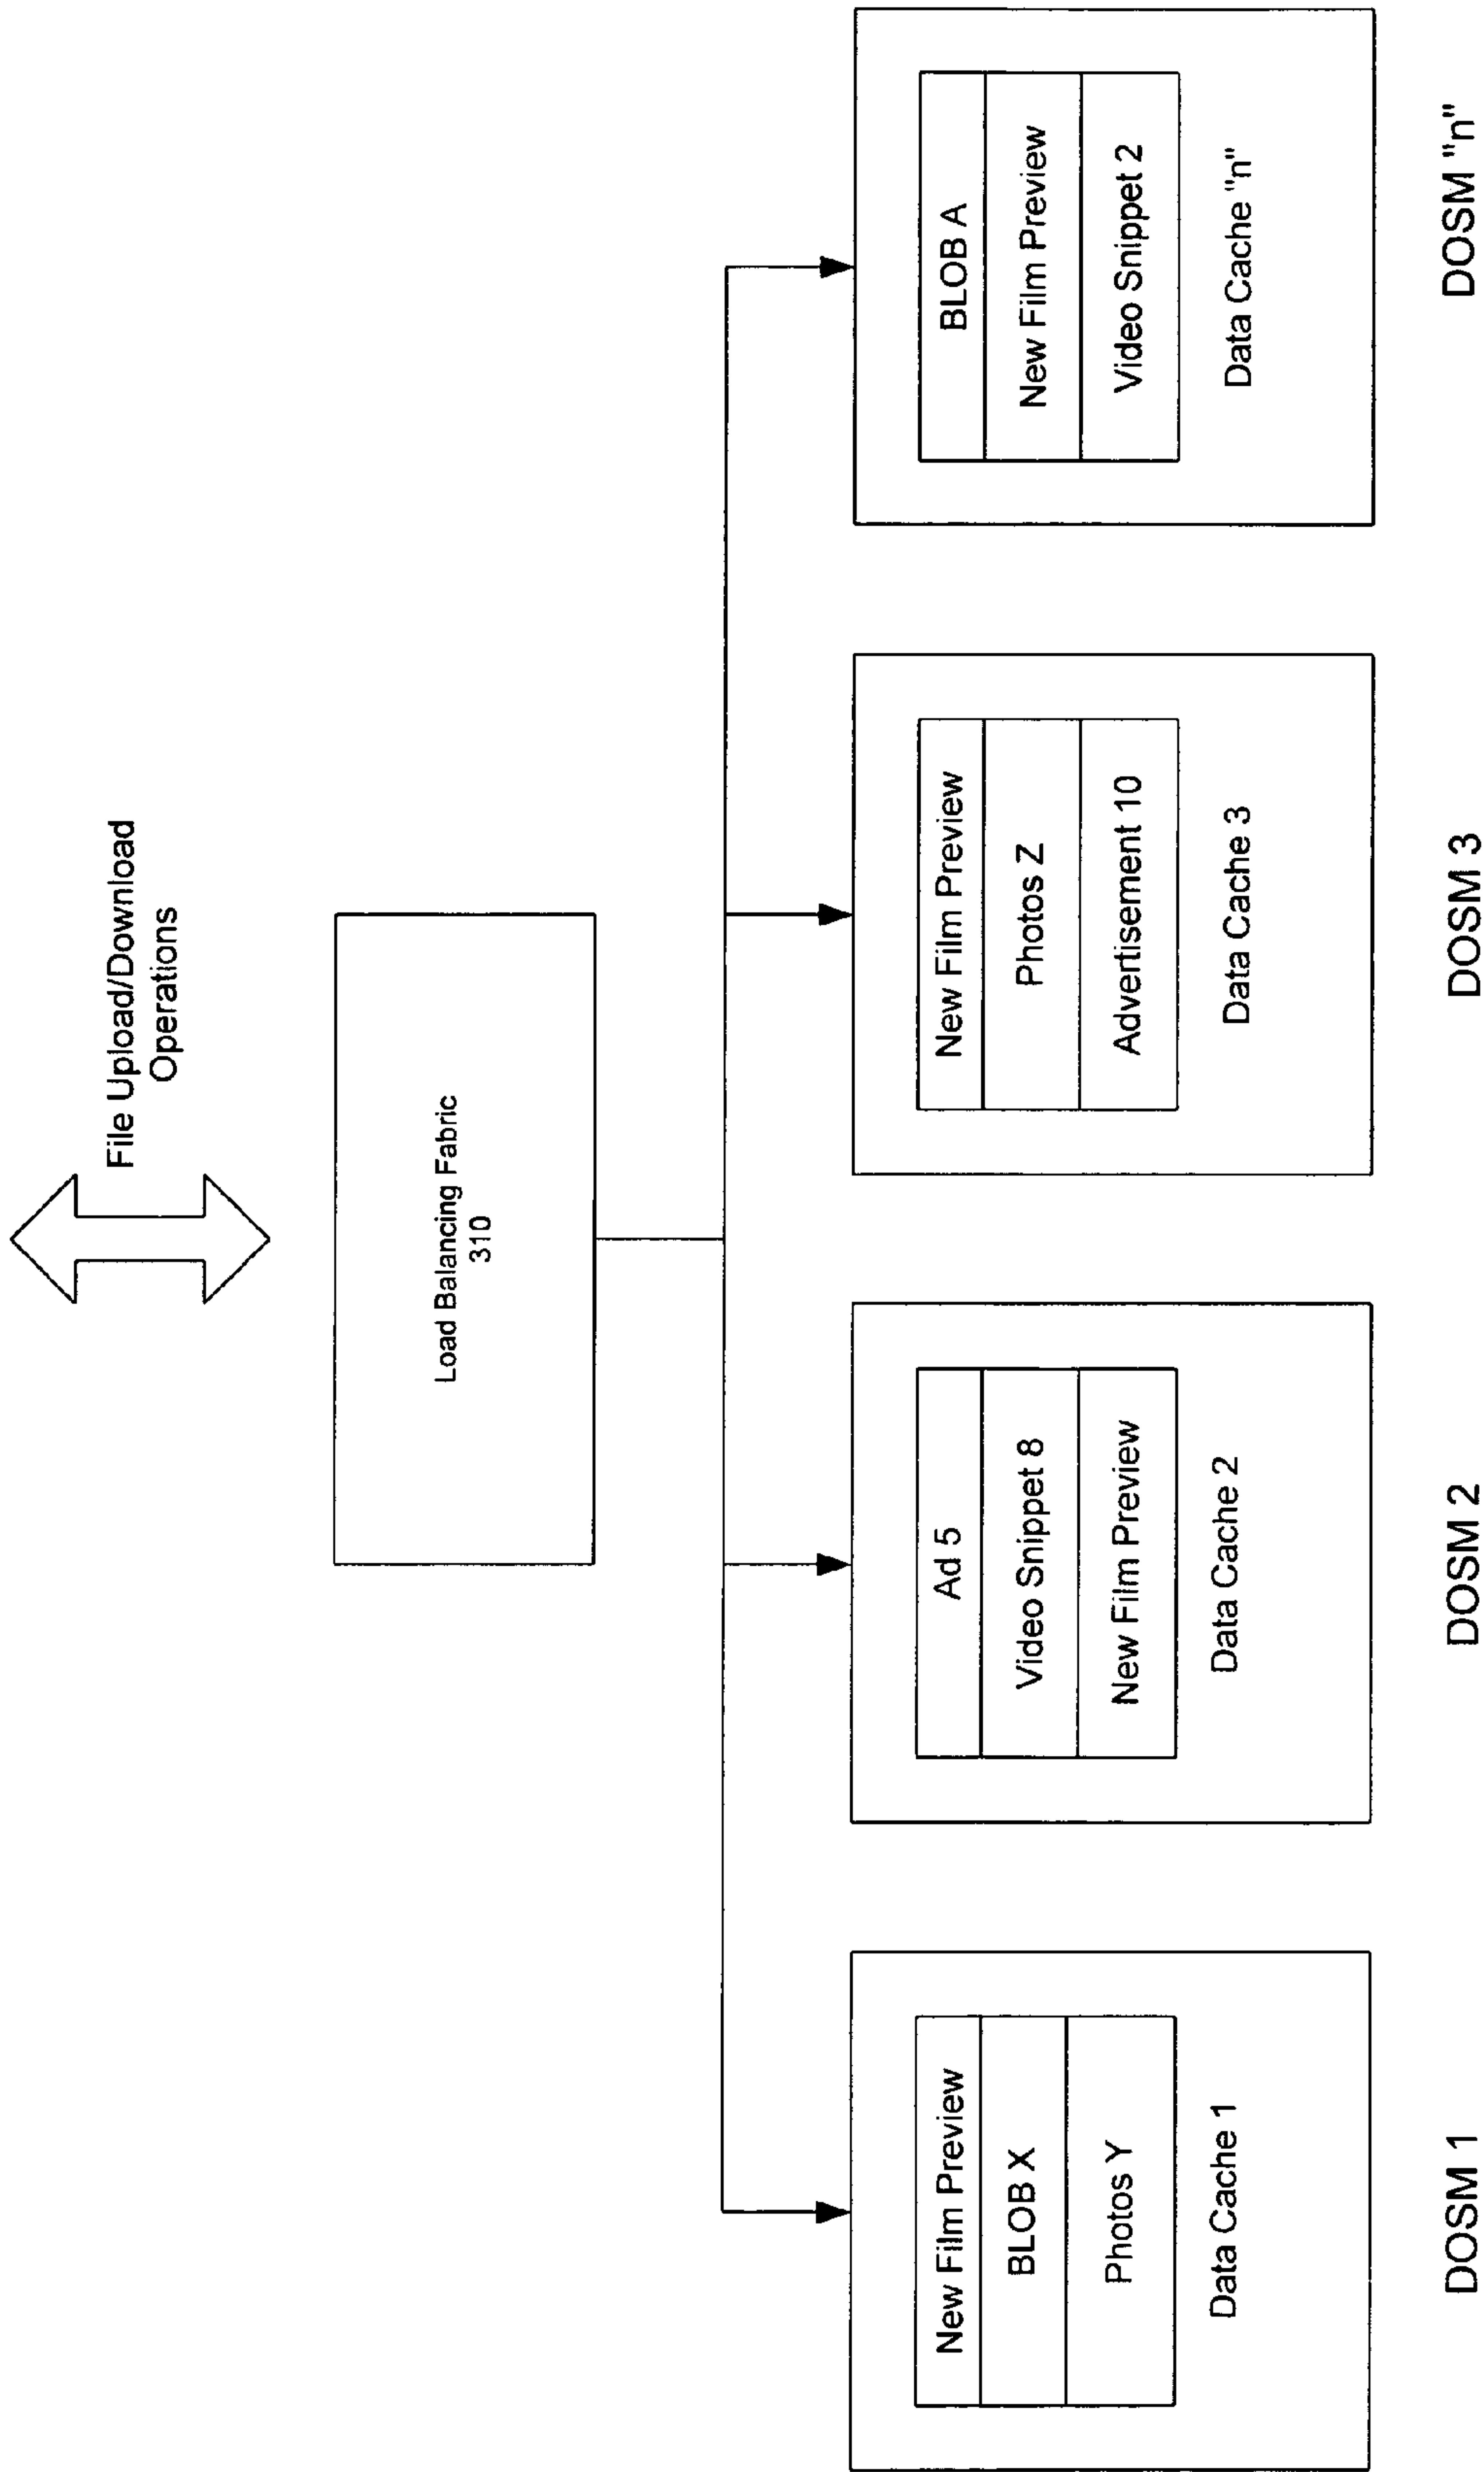 File Upload/Download
Operations
Load Balancing Fabric
310
New Film Preview
BLOB X
Photos Y
Data Cache 1
DOSM 1
Ad 5
Video Snippet 8
New Film Preview
Data Cache 2
DOSM 2
New Film Preview
Photos Z
Advertisement 10
Data Cache 3
DOSM 3
BLOB A
New Film Preview
Video Snippet 2
Data Cache "n"
DOSM "n"